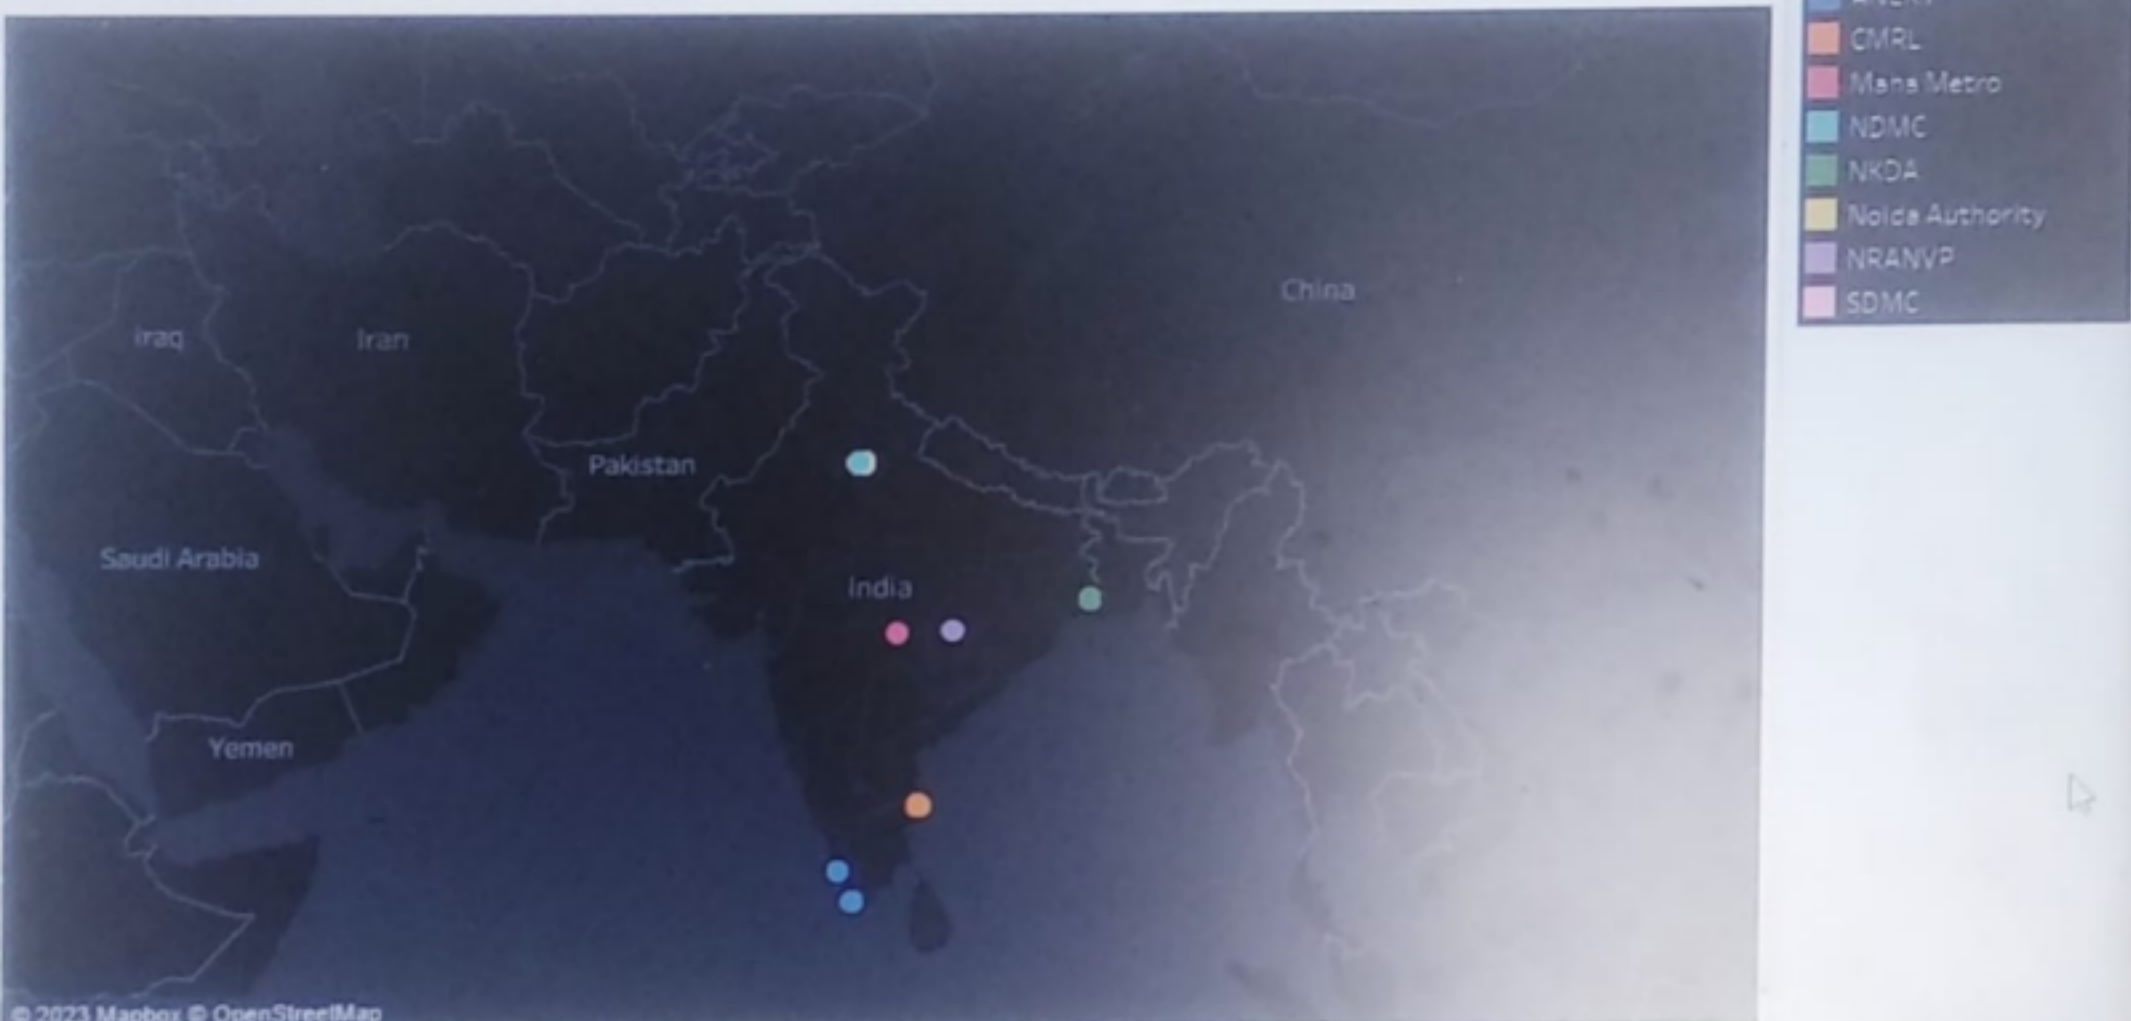 CMRL
Maha Metro
NDMC
NKDA
Noida Authority
NRANVP
SDMC
China
Iraq
Iran
Pakistan
Saudi Arabia
India
Yemen
© 2023 Mapbox © OpenStreetMap